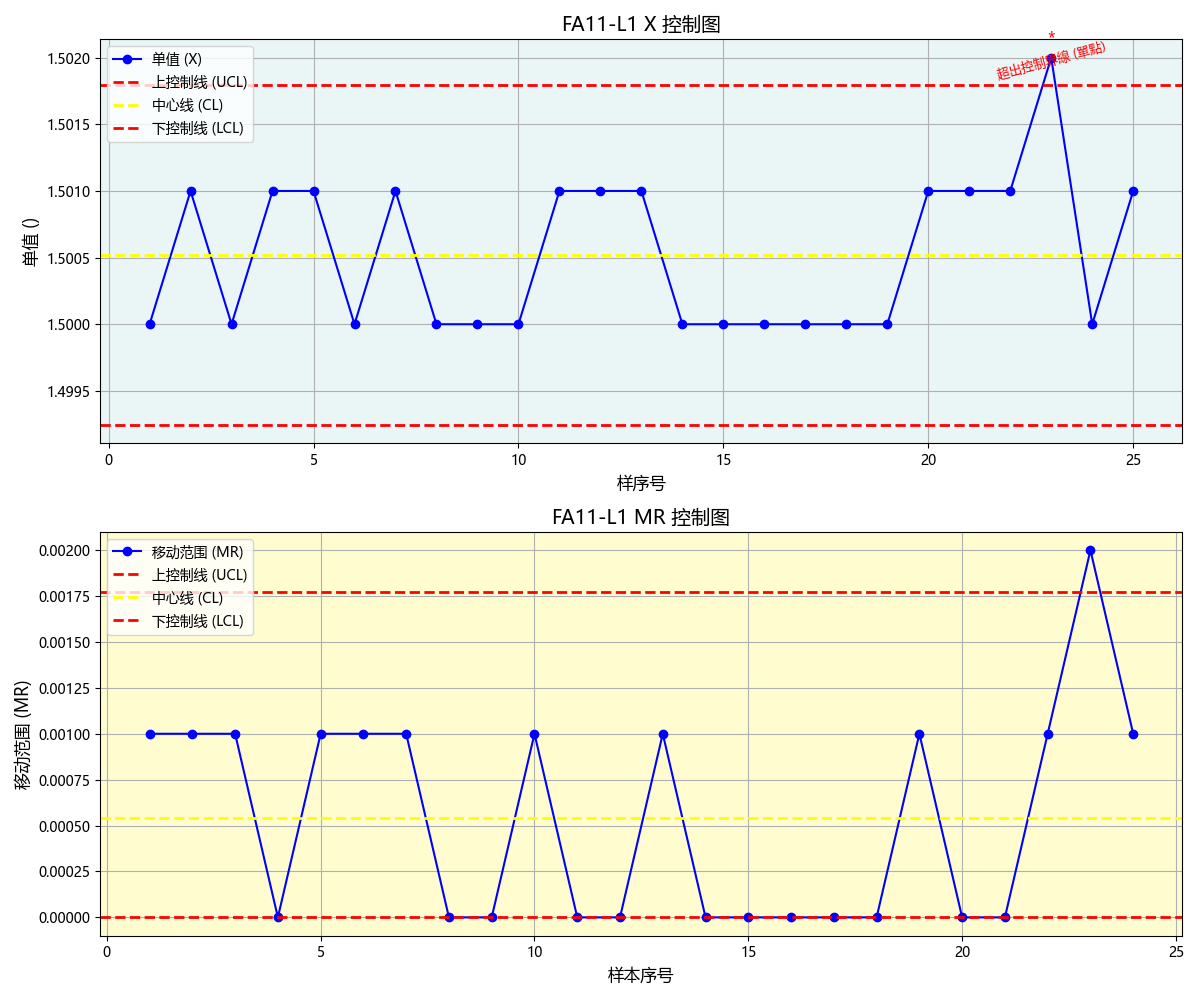 FA11-L1 X 控制图
*
超出控制界線 (單點)
单值 (X)
上控制线 (UCL)
中心线 (CL)
下控制线 (LCL)
单值 ()
1.5020
1.5015
1.5010
1.5005
1.5000
1.4995
0 5 10 15 20 25
样序号
FA11-L1 MR 控制图
移动范围 (MR)
上控制线 (UCL)
中心线 (CL)
下控制线 (LCL)
移动范围 (MR)
0.00200
0.00175
0.00150
0.00125
0.00100
0.00075
0.00050
0.00025
0.00000
0 5 10 15 20 25
样本序号